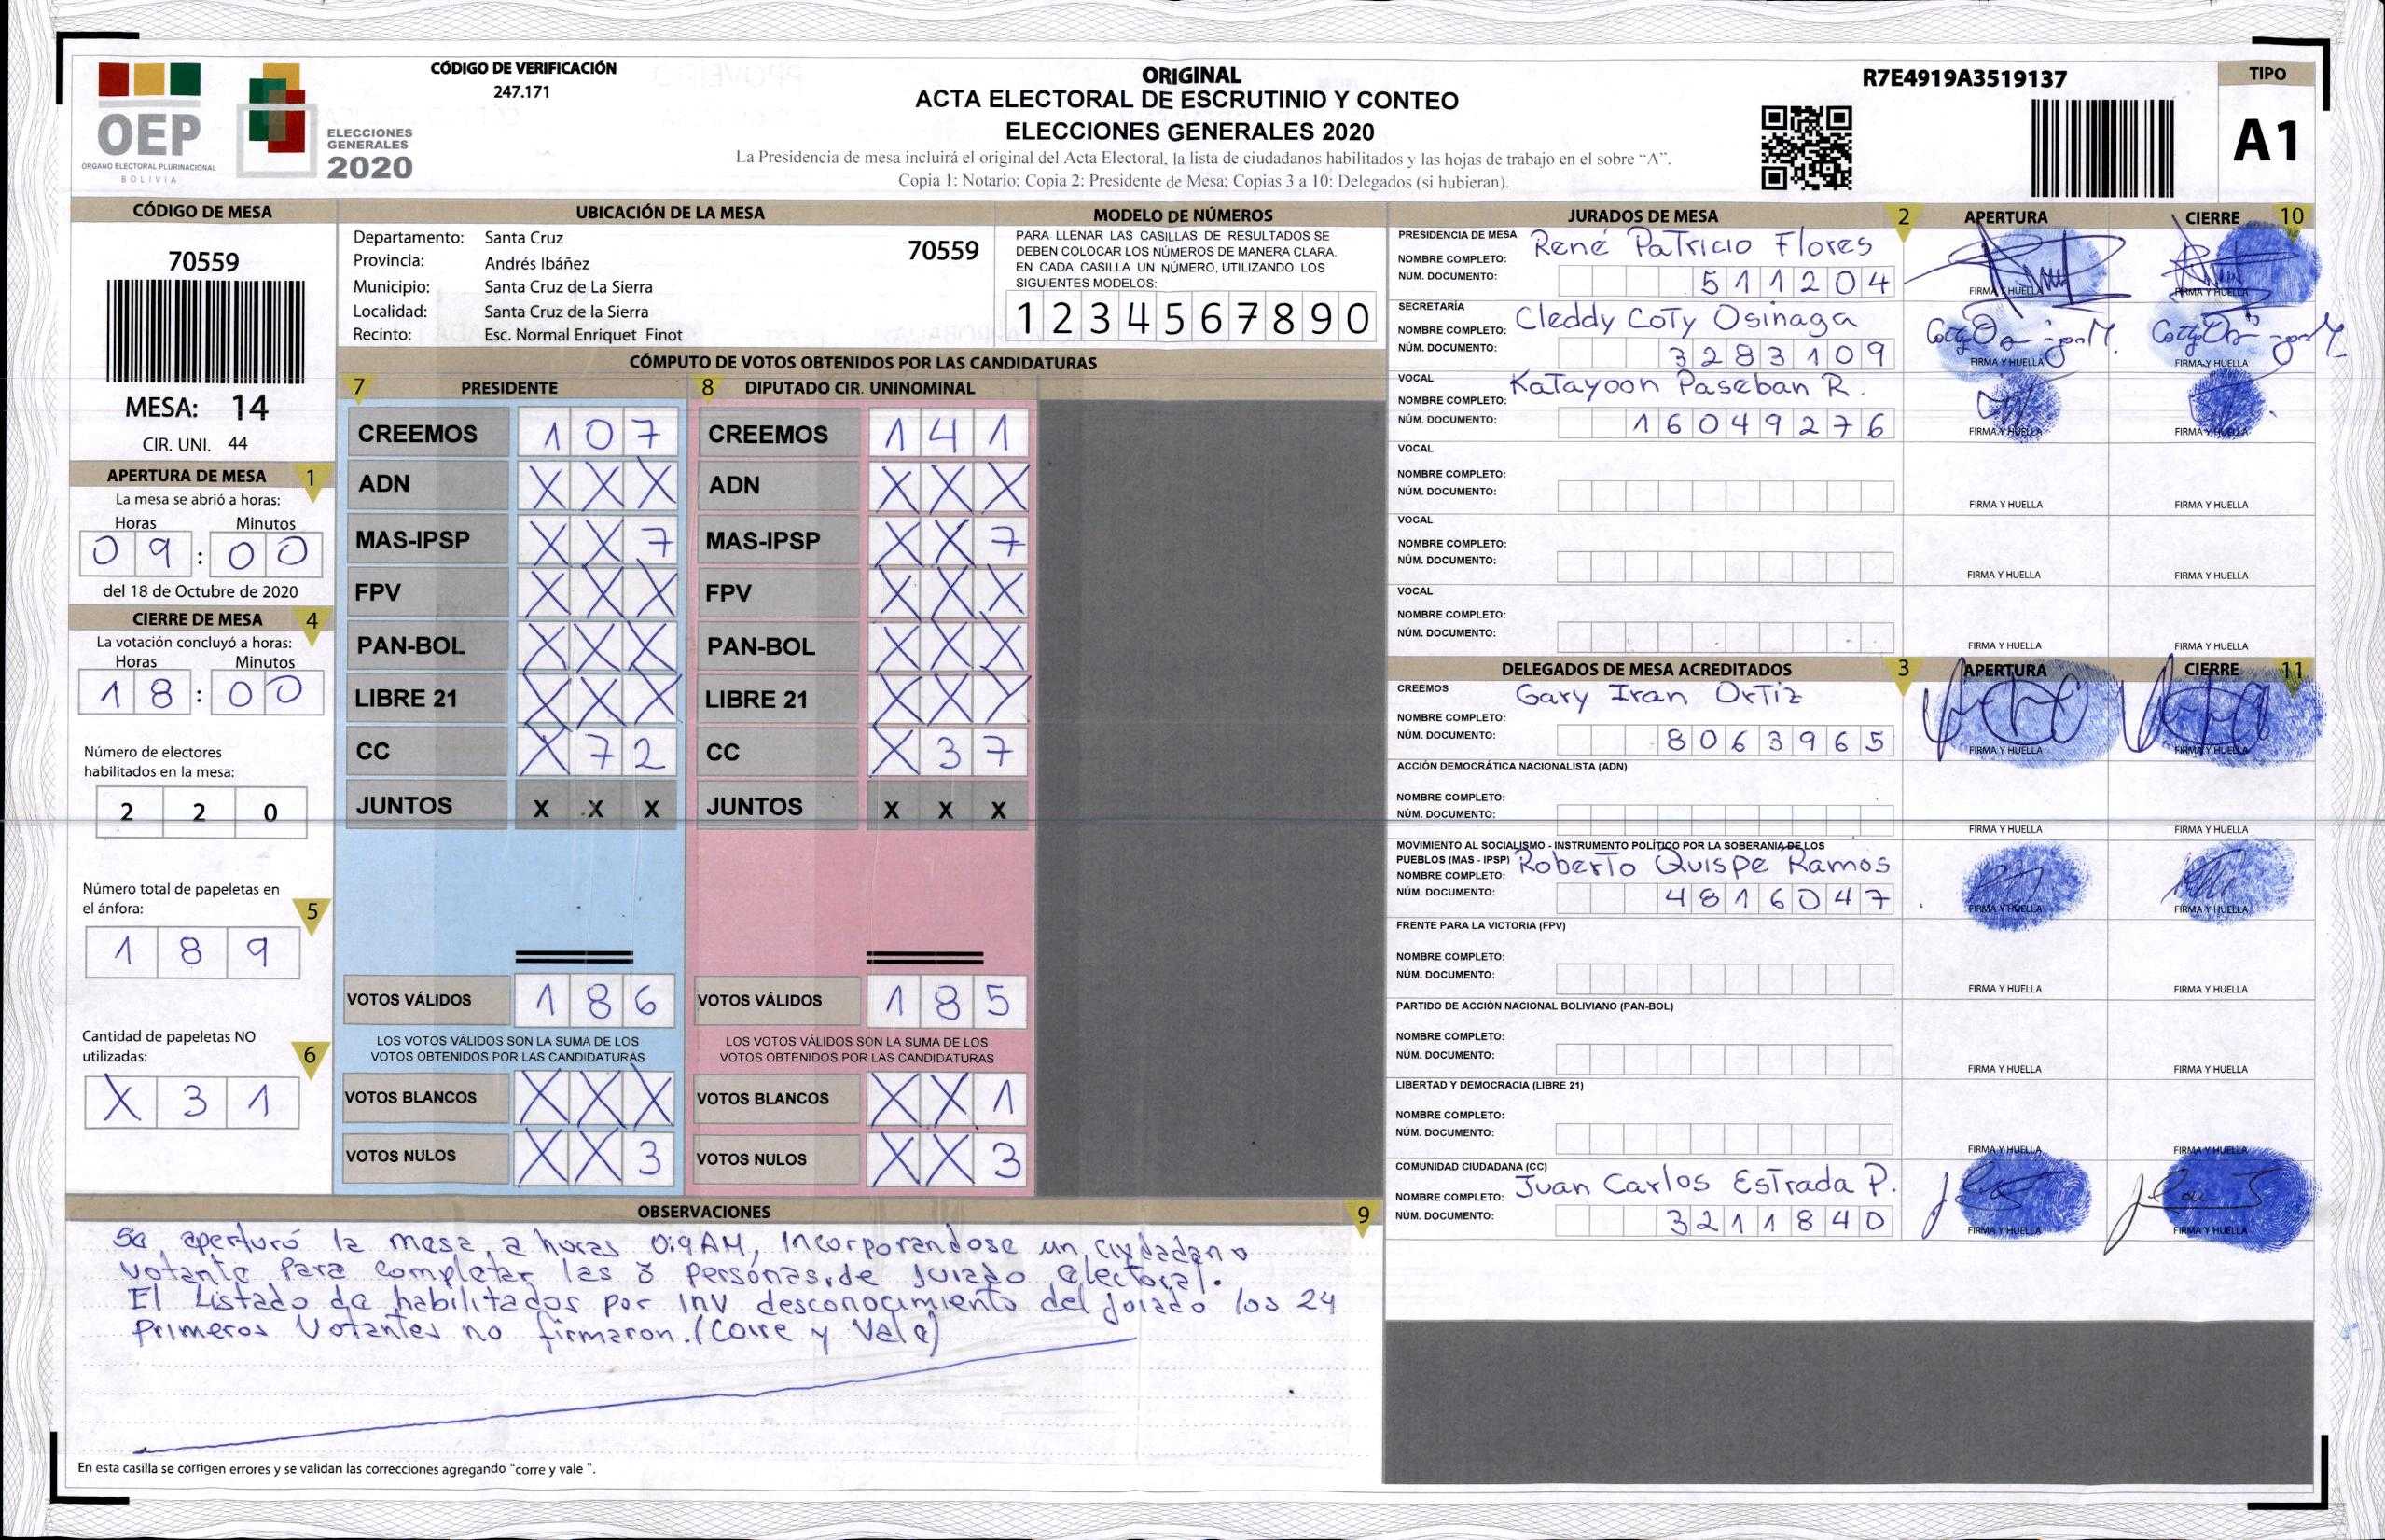 OEP
ORGANO ELECTORAL PLURINACIONAL
BOLIVIA
ELECCIONES
GENERALES
2020
CÓDIGO DE VERIFICACIÓN
247.171
ORIGINAL
ACTA ELECTORAL DE ESCRUTINIO Y CONTEO
ELECCIONES GENERALES 2020
La Presidencia de mesa incluirá el original del Acta Electoral, la lista de ciudadanos habilitados y las hojas de trabajo en el sobre "A".
Copia 1: Notario; Copia 2: Presidente de Mesa; Copias 3 a 10: Delegados (si hubieran).
R7E4919A3519137
TIPO
A1
CÓDIGO DE MESA
70559
MESA: 14
CIR. UNI. 44
APERTURA DE MESA 1
La mesa se abrió a horas:
Horas Minutos
09:00
del 18 de Octubre de 2020
CIERRE DE MESA 4
La votación concluyó a horas:
Horas Minutos
18:00
Número de electores
habilitados en la mesa:
2 2 0
Número total de papeletas en
el ánfora: 5
1 8 9
Cantidad de papeletas NO
utilizadas: 6
X 3 1
UBICACIÓN DE LA MESA
Departamento: Santa Cruz 70559
Provincia: Andrés Ibáñez
Municipio: Santa Cruz de La Sierra
Localidad: Santa Cruz de la Sierra
Recinto: Esc. Normal Enriquet Finot
MODELO DE NÚMEROS
PARA LLENAR LAS CASILLAS DE RESULTADOS SE
DEBEN COLOCAR LOS NÚMEROS DE MANERA CLARA.
EN CADA CASILLA UN NÚMERO, UTILIZANDO LOS
SIGUIENTES MODELOS:
1 2 3 4 5 6 7 8 9 0
CÓMPUTO DE VOTOS OBTENIDOS POR LAS CANDIDATURAS
7 PRESIDENTE
CREEMOS 1 0 7
ADN X X X
MAS-IPSP X X 7
FPV X X X
PAN-BOL X X X
LIBRE 21 X X X
CC X 7 2
JUNTOS X X X
VOTOS VÁLIDOS 1 8 6
LOS VOTOS VÁLIDOS SON LA SUMA DE LOS
VOTOS OBTENIDOS POR LAS CANDIDATURAS
VOTOS BLANCOS X X X
VOTOS NULOS X X 3
8 DIPUTADO CIR. UNINOMINAL
CREEMOS 1 4 1
ADN X X X
MAS-IPSP X X 7
FPV X X X
PAN-BOL X X X
LIBRE 21 X X X
CC X 3 7
JUNTOS X X X
VOTOS VÁLIDOS 1 8 5
LOS VOTOS VÁLIDOS SON LA SUMA DE LOS
VOTOS OBTENIDOS POR LAS CANDIDATURAS
VOTOS BLANCOS X X 1
VOTOS NULOS X X 3
OBSERVACIONES 9
Se aperturó la mesa a horas 0:9AM, Incorporandose un ciudadano
votante para completar las 3 personas de jurado electoral.
El Listado de habilitados por INV desconocimiento del jurado los 24
primeros votantes no firmaron. (Corre y Vale)
En esta casilla se corrigen errores y se validan las correcciones agregando "corre y vale ".
JURADOS DE MESA 2 APERTURA CIERRE 10
PRESIDENCIA DE MESA
NOMBRE COMPLETO: René Patricio Flores
NÚM. DOCUMENTO: 511204
FIRMA Y HUELLA FIRMA Y HUELLA
SECRETARÍA
NOMBRE COMPLETO: Cleddy Coty Osinaga
NÚM. DOCUMENTO: 3283109
FIRMA Y HUELLA FIRMA Y HUELLA
VOCAL
NOMBRE COMPLETO: Katayoon Paseban R.
NÚM. DOCUMENTO: 16049276
FIRMA Y HUELLA FIRMA Y HUELLA
VOCAL
NOMBRE COMPLETO:
NÚM. DOCUMENTO:
FIRMA Y HUELLA FIRMA Y HUELLA
VOCAL
NOMBRE COMPLETO:
NÚM. DOCUMENTO:
FIRMA Y HUELLA FIRMA Y HUELLA
VOCAL
NOMBRE COMPLETO:
NÚM. DOCUMENTO:
FIRMA Y HUELLA FIRMA Y HUELLA
DELEGADOS DE MESA ACREDITADOS 3 APERTURA CIERRE 11
CREEMOS
NOMBRE COMPLETO: Gary Iran Ortiz
NÚM. DOCUMENTO: 8063965
FIRMA Y HUELLA FIRMA Y HUELLA
ACCIÓN DEMOCRÁTICA NACIONALISTA (ADN)
NOMBRE COMPLETO:
NÚM. DOCUMENTO:
FIRMA Y HUELLA FIRMA Y HUELLA
MOVIMIENTO AL SOCIALISMO - INSTRUMENTO POLÍTICO POR LA SOBERANIA DE LOS
PUEBLOS (MAS - IPSP)
NOMBRE COMPLETO: Roberto Quispe Ramos
NÚM. DOCUMENTO: 4816047
FIRMA Y HUELLA FIRMA Y HUELLA
FRENTE PARA LA VICTORIA (FPV)
NOMBRE COMPLETO:
NÚM. DOCUMENTO:
FIRMA Y HUELLA FIRMA Y HUELLA
PARTIDO DE ACCIÓN NACIONAL BOLIVIANO (PAN-BOL)
NOMBRE COMPLETO:
NÚM. DOCUMENTO:
FIRMA Y HUELLA FIRMA Y HUELLA
LIBERTAD Y DEMOCRACIA (LIBRE 21)
NOMBRE COMPLETO:
NÚM. DOCUMENTO:
FIRMA Y HUELLA FIRMA Y HUELLA
COMUNIDAD CIUDADANA (CC)
NOMBRE COMPLETO: Juan Carlos Estrada P.
NÚM. DOCUMENTO: 3211840
FIRMA Y HUELLA FIRMA Y HUELLA